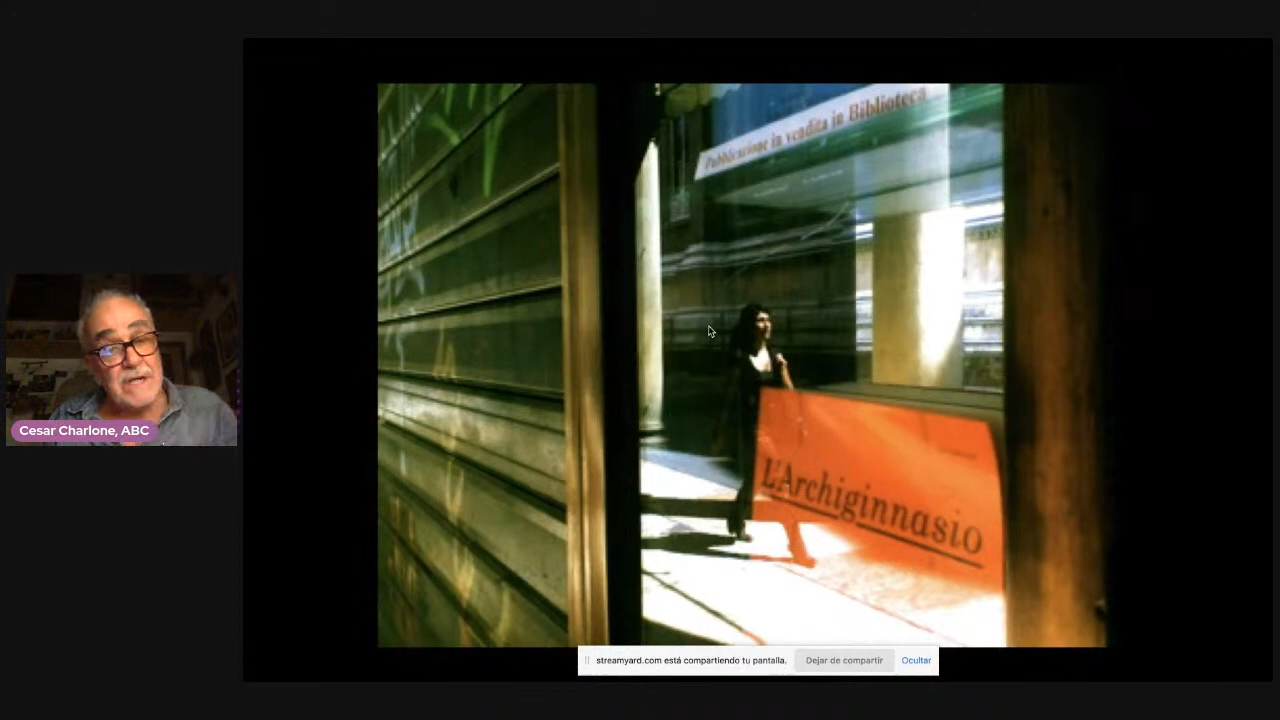 Pubblicazione in vendita in Biblioteca
L'Archiginnasio
Cesar Charlone, ABC
streamyard.com está compartiendo tu pantalla.
Dejar de compartir
Ocultar